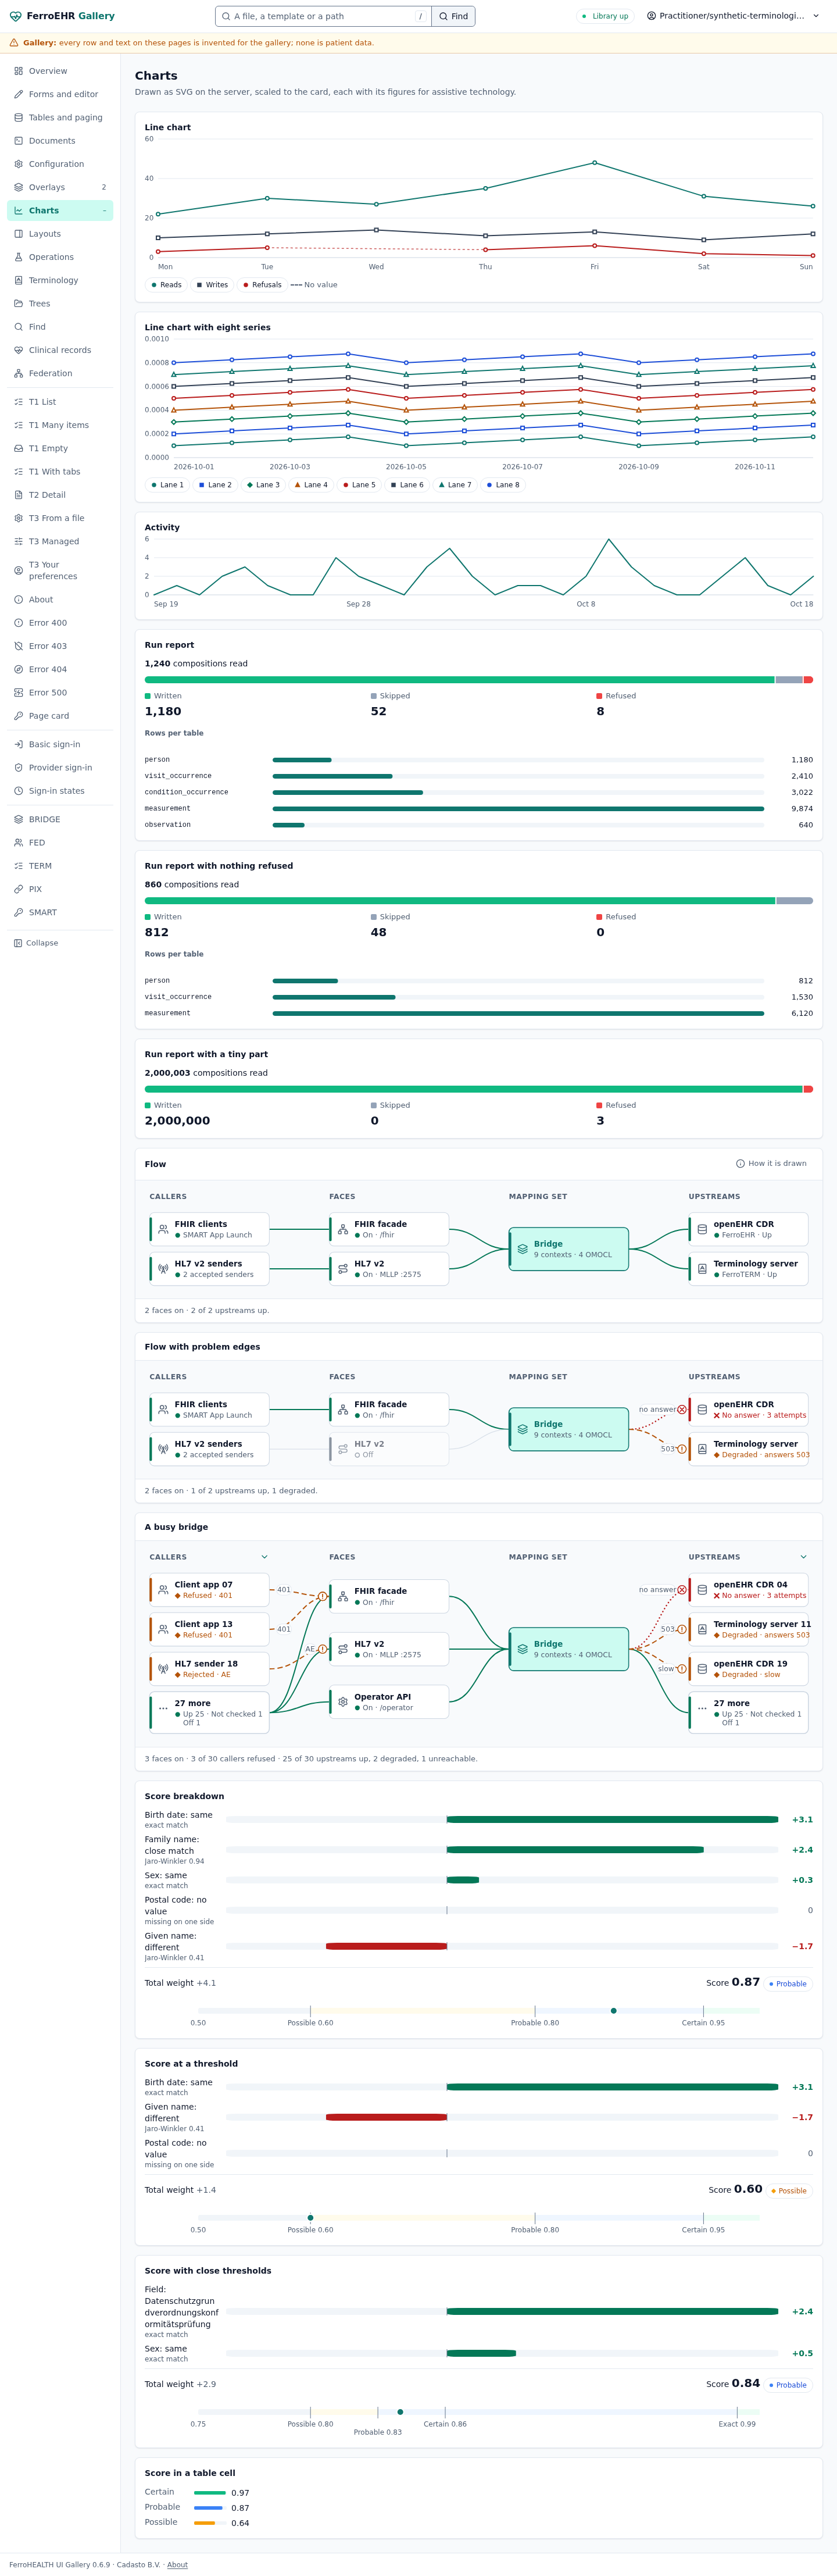 FerroEHR Gallery
A file, a template or a path
/
Find
Library up
Practitioner/synthetic-terminologi...
Gallery: every row and text on these pages is invented for the gallery; none is patient data.
Overview
Forms and editor
Tables and paging
Documents
Configuration
Overlays 2
Charts -
Layouts
Operations
Terminology
Trees
Find
Clinical records
Federation
T1 List
T1 Many items
T1 Empty
T1 With tabs
T2 Detail
T3 From a file
T3 Managed
T3 Your
preferences
About
Error 400
Error 403
Error 404
Error 500
Page card
Basic sign-in
Provider sign-in
Sign-in states
BRIDGE
FED
TERM
PIX
SMART
Collapse
Charts
Drawn as SVG on the server, scaled to the card, each with its figures for assistive technology.
Line chart
60
40
20
0
Mon Tue Wed Thu Fri Sat Sun
Reads Writes Refusals No value
Line chart with eight series
0.0010
0.0008
0.0006
0.0004
0.0002
0.0000
2026-10-01 2026-10-03 2026-10-05 2026-10-07 2026-10-09 2026-10-11
Lane 1 Lane 2 Lane 3 Lane 4 Lane 5 Lane 6 Lane 7 Lane 8
Activity
6
4
2
0
Sep 19 Sep 28 Oct 8 Oct 18
Run report
1,240 compositions read
Written Skipped Refused
1,180 52 8
Rows per table
person 1,180
visit_occurrence 2,410
condition_occurrence 3,022
measurement 9,874
observation 640
Run report with nothing refused
860 compositions read
Written Skipped Refused
812 48 0
Rows per table
person 812
visit_occurrence 1,530
measurement 6,120
Run report with a tiny part
2,000,003 compositions read
Written Skipped Refused
2,000,000 0 3
Flow
How it is drawn
CALLERS FACES MAPPING SET UPSTREAMS
FHIR clients
SMART App Launch
HL7 v2 senders
2 accepted senders
FHIR facade
On · /fhir
HL7 v2
On · MLLP :2575
Bridge
9 contexts · 4 OMOCL
openEHR CDR
FerroEHR · Up
Terminology server
FerroTERM · Up
2 faces on · 2 of 2 upstreams up.
Flow with problem edges
CALLERS FACES MAPPING SET UPSTREAMS
FHIR clients
SMART App Launch
HL7 v2 senders
2 accepted senders
FHIR facade
On · /fhir
HL7 v2
Off
Bridge
9 contexts · 4 OMOCL
no answer
503
openEHR CDR
No answer · 3 attempts
Terminology server
Degraded · answers 503
2 faces on · 1 of 2 upstreams up, 1 degraded.
A busy bridge
CALLERS FACES MAPPING SET UPSTREAMS
Client app 07
Refused · 401
Client app 13
Refused · 401
HL7 sender 18
Rejected · AE
27 more
Up 25 · Not checked 1
Off 1
401
401
AE
FHIR facade
On · /fhir
HL7 v2
On · MLLP :2575
Operator API
On · /operator
Bridge
9 contexts · 4 OMOCL
no answer
503
slow
openEHR CDR 04
No answer · 3 attempts
Terminology server 11
Degraded · answers 503
openEHR CDR 19
Degraded · slow
27 more
Up 25 · Not checked 1
Off 1
3 faces on · 3 of 30 callers refused · 25 of 30 upstreams up, 2 degraded, 1 unreachable.
Score breakdown
Birth date: same
exact match
+3.1
Family name:
close match
Jaro-Winkler 0.94
+2.4
Sex: same
exact match
+0.3
Postal code: no
value
missing on one side
0
Given name:
different
Jaro-Winkler 0.41
−1.7
Total weight +4.1 Score 0.87 Probable
0.50 Possible 0.60 Probable 0.80 Certain 0.95
Score at a threshold
Birth date: same
exact match
+3.1
Given name:
different
Jaro-Winkler 0.41
−1.7
Postal code: no
value
missing on one side
0
Total weight +1.4 Score 0.60 Possible
0.50 Possible 0.60 Probable 0.80 Certain 0.95
Score with close thresholds
Field:
Datenschutzgrun
dverordnungskonf
ormitätsprüfung
exact match
+2.4
Sex: same
exact match
+0.5
Total weight +2.9 Score 0.84 Probable
0.75 Possible 0.80 Certain 0.86 Exact 0.99
Probable 0.83
Score in a table cell
Certain 0.97
Probable 0.87
Possible 0.64
FerroHEALTH UI Gallery 0.6.9 · Cadasto B.V. · About